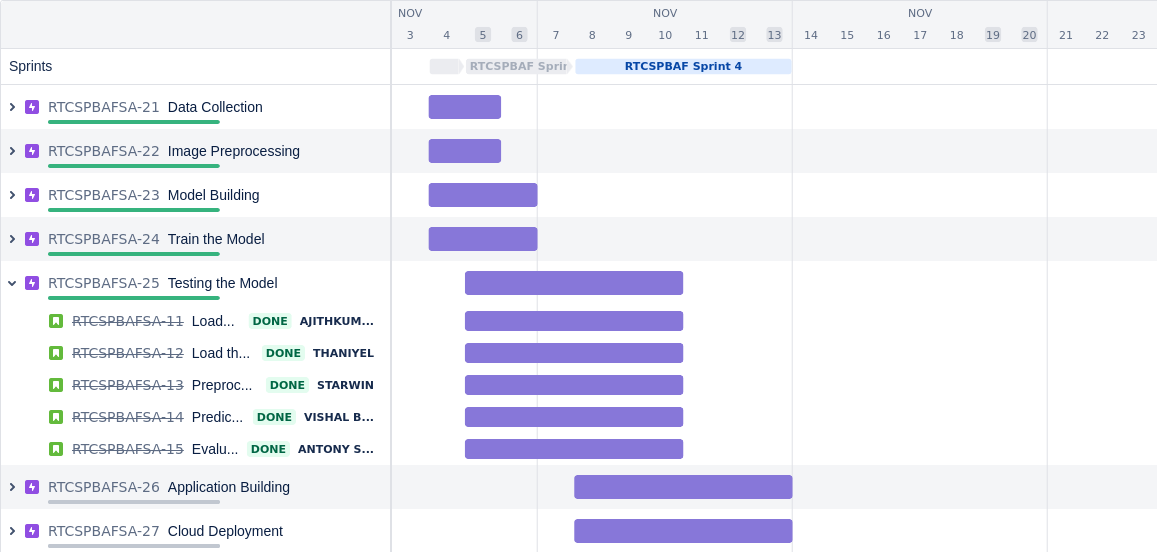 NOV NOV NOV
3 4 5 6 7 8 9 10 11 12 13 14 15 16 17 18 19 20 21 22 23
Sprints RTCSPBAF Sprin RTCSPBAF Sprint 4
RTCSPBAFSA-21 Data Collection
RTCSPBAFSA-22 Image Preprocessing
RTCSPBAFSA-23 Model Building
RTCSPBAFSA-24 Train the Model
RTCSPBAFSA-25 Testing the Model
RTCSPBAFSA-11 Load... DONE AJITHKUM...
RTCSPBAFSA-12 Load th... DONE THANIYEL
RTCSPBAFSA-13 Preproc... DONE STARWIN
RTCSPBAFSA-14 Predic... DONE VISHAL B...
RTCSPBAFSA-15 Evalu... DONE ANTONY S...
RTCSPBAFSA-26 Application Building
RTCSPBAFSA-27 Cloud Deployment